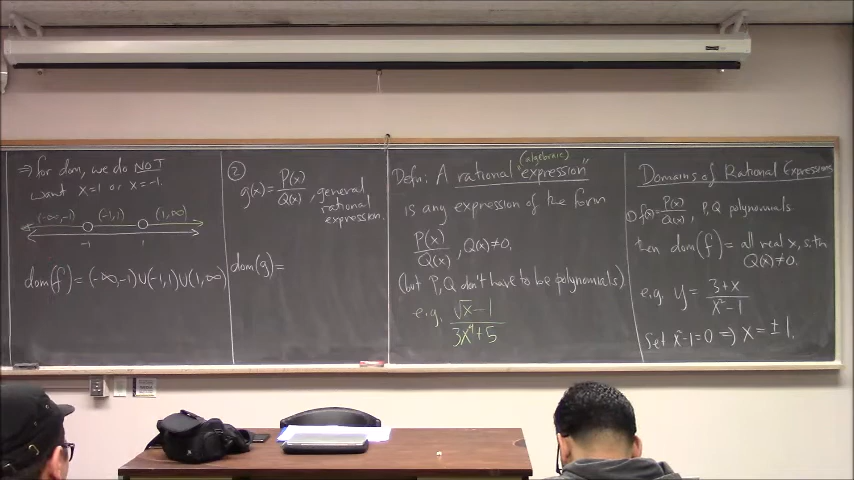 ⇒ for dom, we do NOT
want x=1 or x=-1.
(-∞,-1) (-1,1) (1,∞)
-1 1
dom(f) = (-∞,-1)∪(-1,1)∪(1,∞)
②
g(x) = P(x)/Q(x), general
rational
expression.
dom(g) =
(algebraic)
Defn: A rational "expression"
is any expression of the form
P(x)/Q(x), Q(x)≠0,
(but P,Q don't have to be polynomials)
e.g. (√x - 1)/(3x⁴+5)
Domains of Rational Expressions
① f(x) = P(x)/Q(x), P,Q polynomials
then dom(f) = all real x, s.th
Q(x)≠0.
e.g. y = (3+x)/(x²-1)
Set x²-1=0 ⇒ x = ±1.